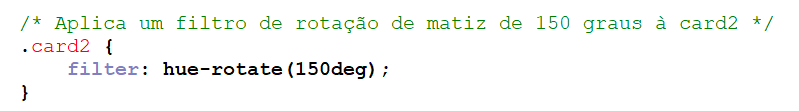 /* Aplica um filtro de rotação de matiz de 150 graus à card2 */
.card2 {
    filter: hue-rotate(150deg);
}